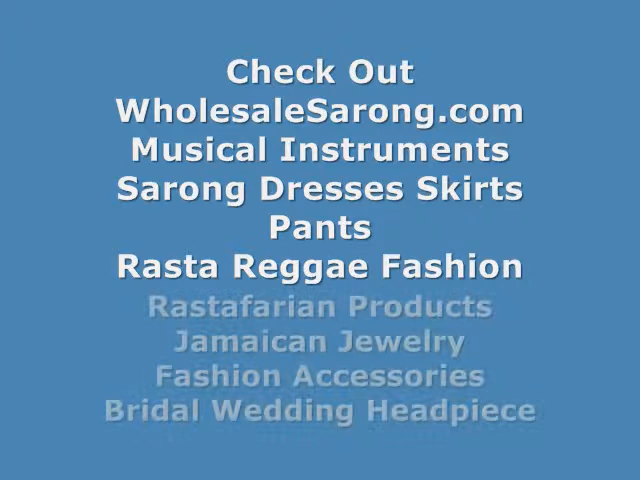 Check Out
WholesaleSarong.com
Musical Instruments
Sarong Dresses Skirts
Pants
Rasta Reggae Fashion
Rastafarian Products
Jamaican Jewelry
Fashion Accessories
Bridal Wedding Headpiece